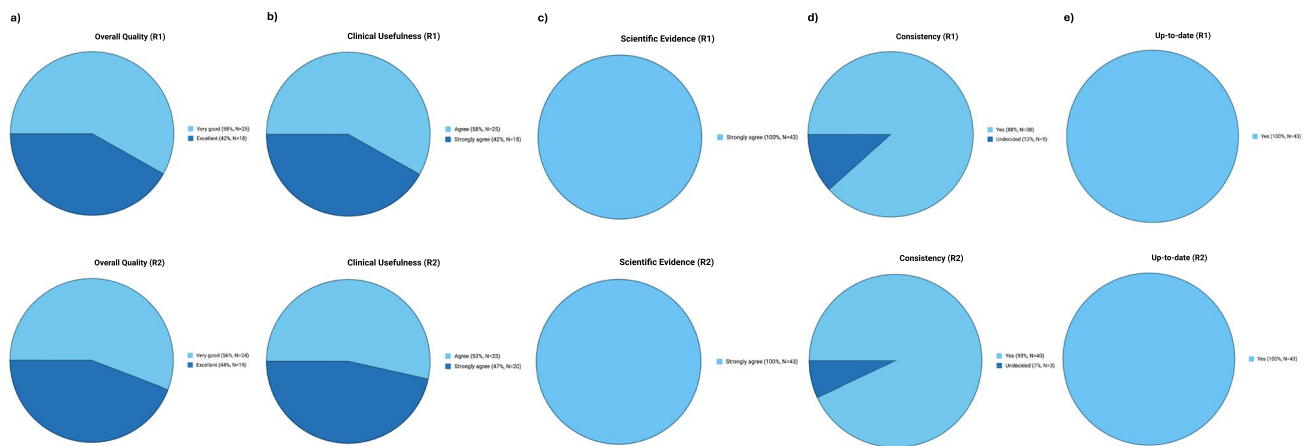 a)
b)
c)
d)
e)
Overall Quality (R1)
Very good (58%, N=25)
Excellent (42%, N=18)
Clinical Usefulness (R1)
Agree (58%, N=25)
Strongly agree (42%, N=18)
Scientific Evidence (R1)
Strongly agree (100%, N=43)
Consistency (R1)
Yes (88%, N=38)
Undecided (12%, N=5)
Up-to-date (R1)
Yes (100%, N=43)
Overall Quality (R2)
Very good (56%, N=24)
Excellent (44%, N=19)
Clinical Usefulness (R2)
Agree (53%, N=23)
Strongly agree (47%, N=20)
Scientific Evidence (R2)
Strongly agree (100%, N=43)
Consistency (R2)
Yes (93%, N=40)
Undecided (7%, N=3)
Up-to-date (R2)
Yes (100%, N=43)